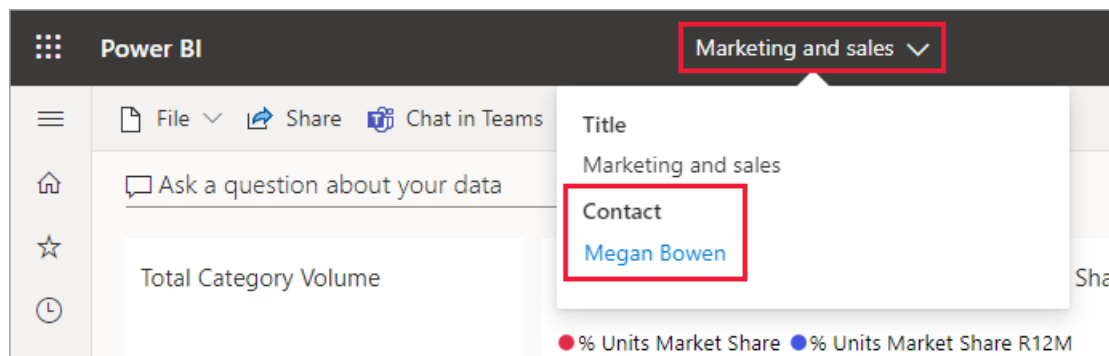 Power BI
Marketing and sales
File
Share
Chat in Teams
Title
Marketing and sales
Contact
Megan Bowen
Ask a question about your data
Total Category Volume
% Units Market Share
% Units Market Share R12M